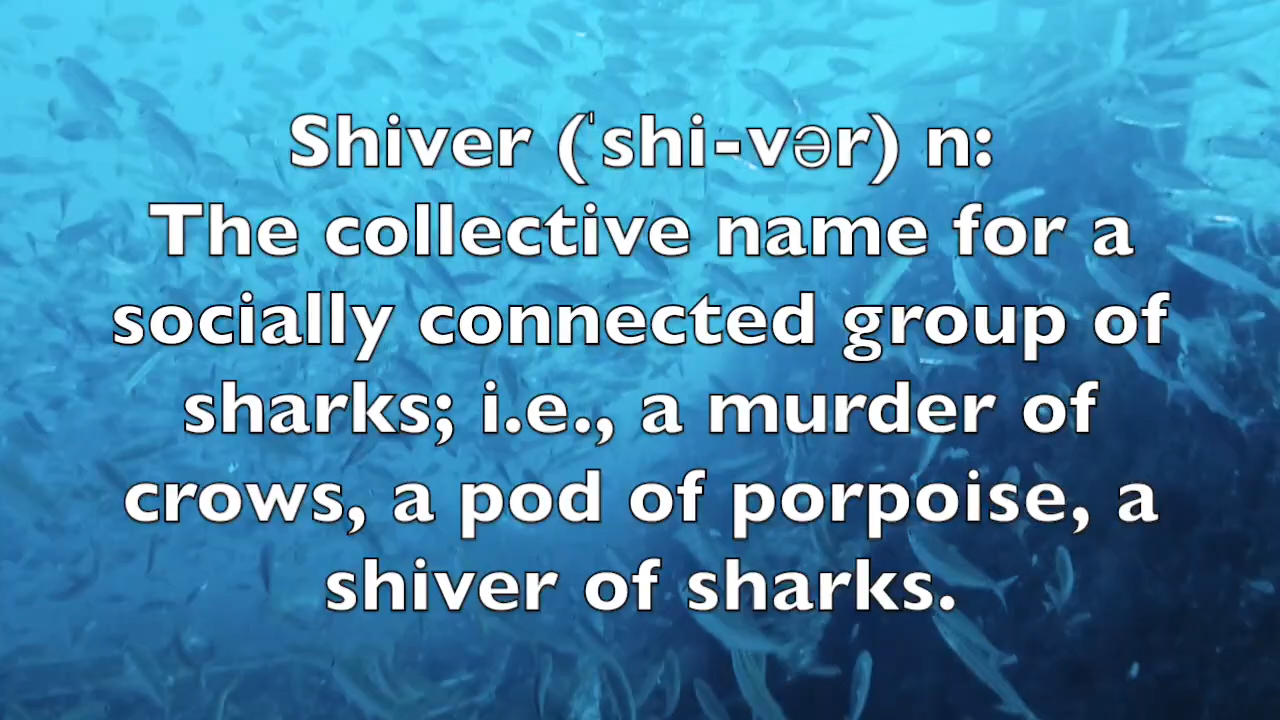 Shiver (ˈshi-vər) n:
The collective name for a
socially connected group of
sharks; i.e., a murder of
crows, a pod of porpoise, a
shiver of sharks.